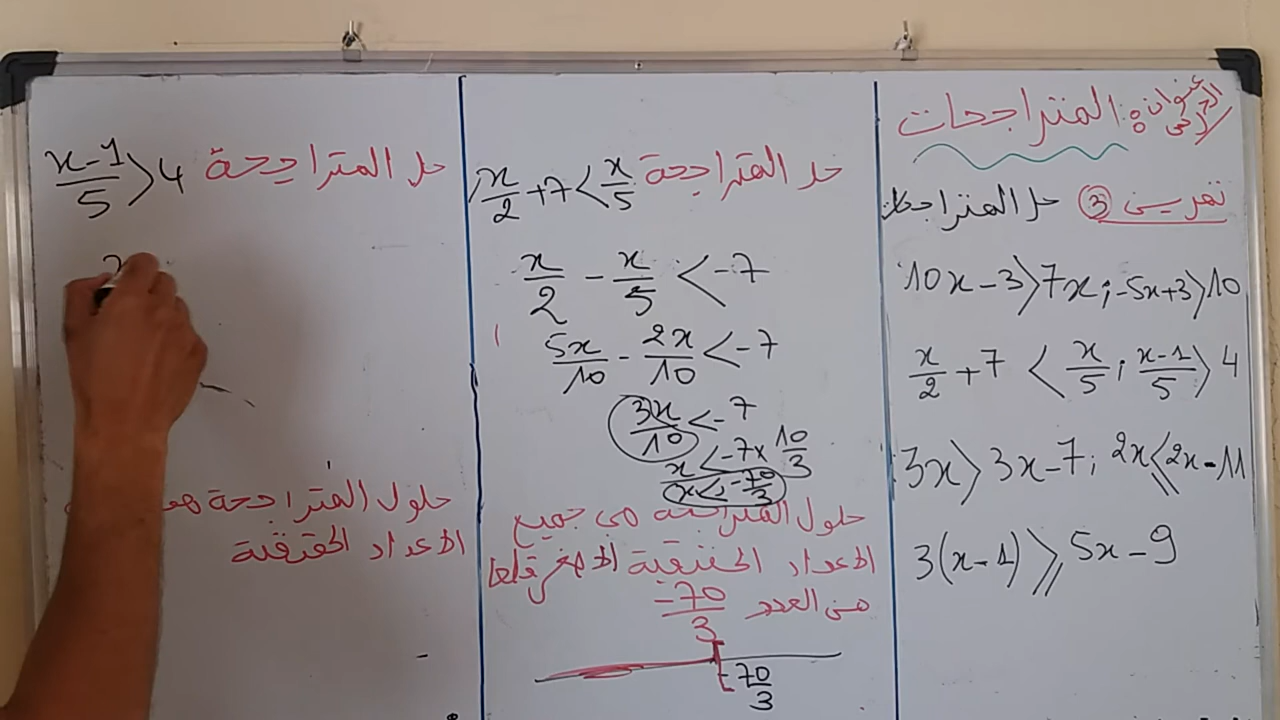 عنوان الدرس: المتراجحات
تمرين 3 حل المتراجحات
10x-3>7x ; -5x+3>10
x/2 +7 < x/5 ; x-1/5 > 4
3x>3x-7 ; 2x≤2x-11
3(x-1)≥5x-9
حل المتراجحة x/2 +7 < x/5
x/2 - x/5 < -7
5x/10 - 2x/10 < -7
3x/10 < -7
x < -7x 10/3
x < -70/3
حلول المتراجحة هي جميع
الاعداد الحقيقية الاصغر قطعا
من العدد -70/3
-70/3
حل المتراجحة x-1/5 > 4
حلول المتراجحة
الاعداد الحقيقية